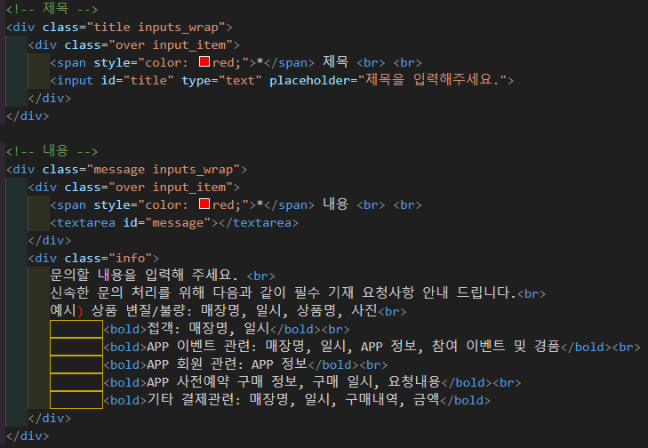 <!-- 제목 -->
<div class="title inputs_wrap">
<div class="over input_item">
<span style="color: red;">*</span> 제목 <br> <br>
<input id="title" type="text" placeholder="제목을 입력해주세요.">
</div>
</div>
<!-- 내용 -->
<div class="message inputs_wrap">
<div class="over input_item">
<span style="color: red;">*</span> 내용 <br> <br>
<textarea id="message"></textarea>
</div>
<div class="info">
문의할 내용을 입력해 주세요. <br>
신속한 문의 처리를 위해 다음과 같이 필수 기재 요청사항 안내 드립니다.<br>
예시) 상품 변질/불량: 매장명, 일시, 상품명, 사진<br>
<bold>접객: 매장명, 일시</bold><br>
<bold>APP 이벤트 관련: 매장명, 일시, APP 정보, 참여 이벤트 및 경품</bold><br>
<bold>APP 회원 관련: APP 정보</bold><br>
<bold>APP 사전예약 구매 정보, 구매 일시, 요청내용</bold><br>
<bold>기타 결제관련: 매장명, 일시, 구매내역, 금액</bold>
</div>
</div>